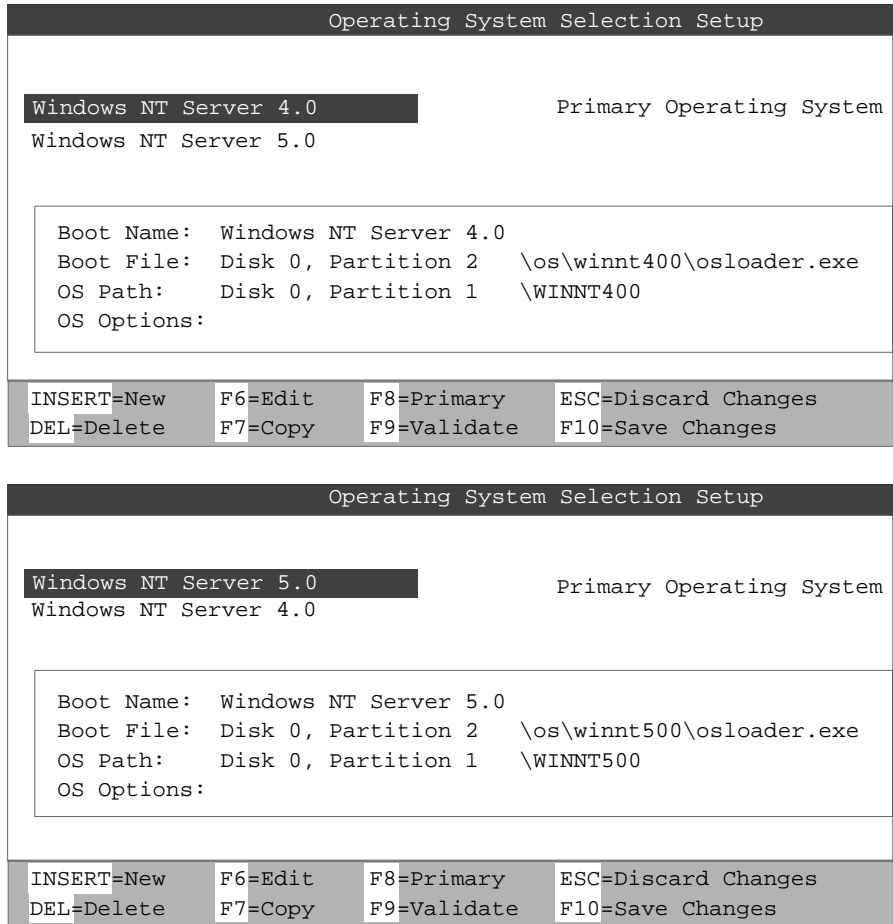 Operating System Selection Setup
Windows NT Server 4.0 Primary Operating System
Windows NT Server 5.0
Boot Name: Windows NT Server 4.0
Boot File: Disk 0, Partition 2 \os\winnt400\osloader.exe
OS Path: Disk 0, Partition 1 \WINNT400
OS Options:
INSERT=New F6=Edit F8=Primary ESC=Discard Changes
DEL=Delete F7=Copy F9=Validate F10=Save Changes
Operating System Selection Setup
Windows NT Server 5.0 Primary Operating System
Windows NT Server 4.0
Boot Name: Windows NT Server 5.0
Boot File: Disk 0, Partition 2 \os\winnt500\osloader.exe
OS Path: Disk 0, Partition 1 \WINNT500
OS Options:
INSERT=New F6=Edit F8=Primary ESC=Discard Changes
DEL=Delete F7=Copy F9=Validate F10=Save Changes